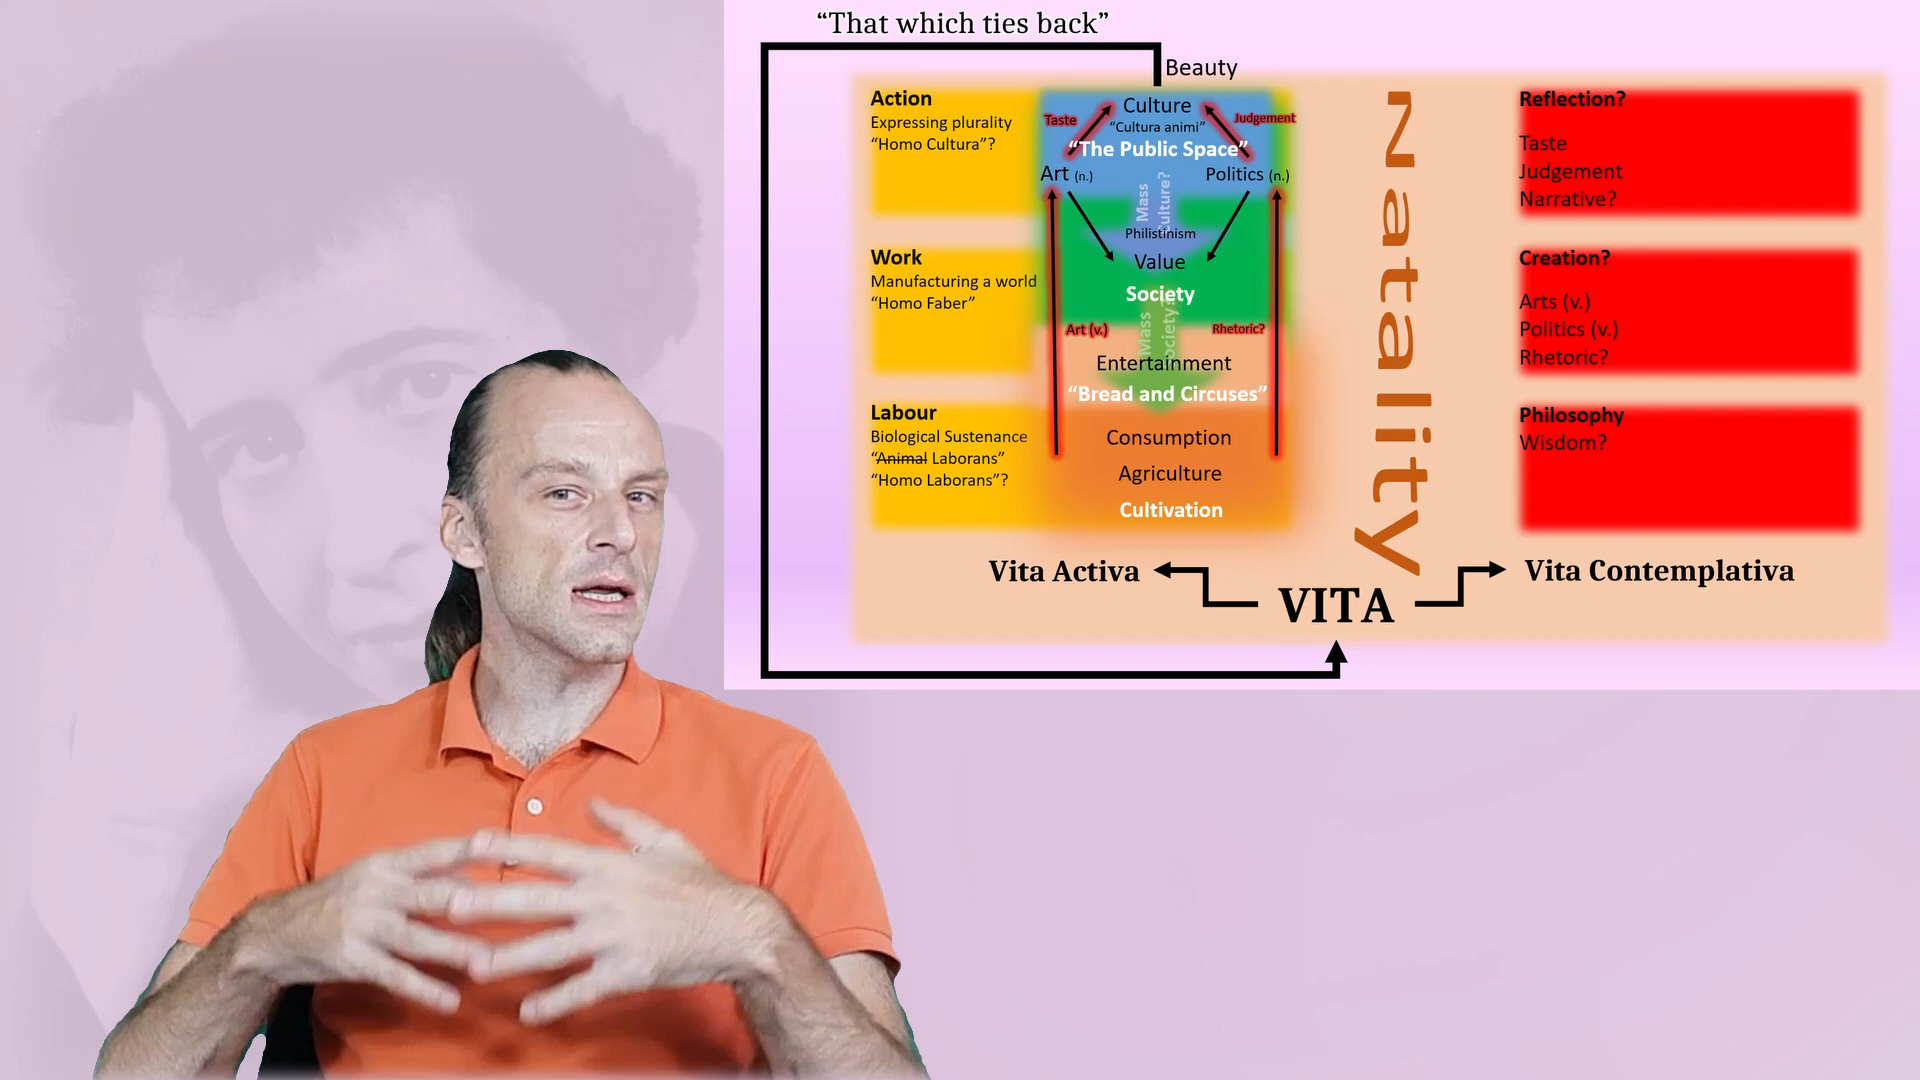 “That which ties back”
Beauty
Action
Expressing plurality
“Homo Cultura”?
Taste
Culture
“Cultura animi”
Judgement
“The Public Space”
Art (n.)
Politics (n.)
Mass
Culture?
Philistinism
Value
Society
Work
Manufacturing a world
“Homo Faber”
Art (v.)
Mass
Society?
Rhetoric?
Entertainment
“Bread and Circuses”
Labour
Biological Sustenance
“Animal Laborans”
“Homo Laborans”?
Consumption
Agriculture
Cultivation
Natality
Reflection?
Taste
Judgement
Narrative?
Creation?
Arts (v.)
Politics (v.)
Rhetoric?
Philosophy
Wisdom?
Vita Activa
VITA
Vita Contemplativa